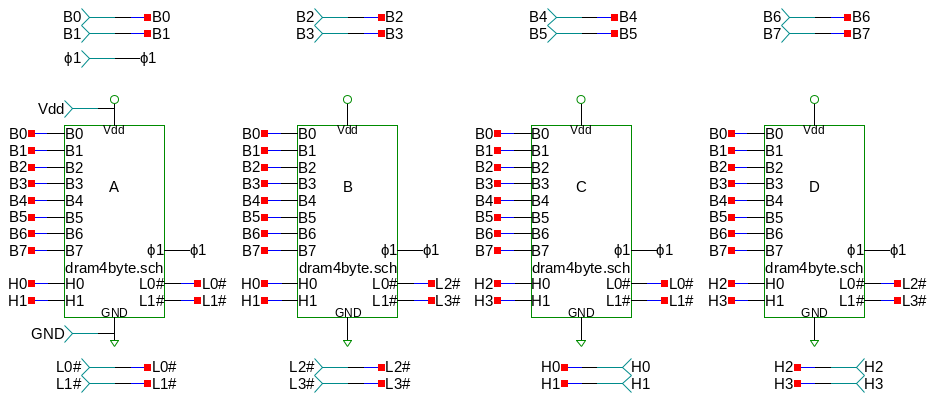 B0 B0 B2 B2 B4 B4 B6 B6
B1 B1 B3 B3 B5 B5 B7 B7
ϕ1 ϕ1
Vdd
Vdd Vdd Vdd Vdd
B0 B0 B0 B0 B0 B0 B0 B0
B1 B1 B1 B1 B1 B1 B1 B1
B2 B2 B2 B2 B2 B2 B2 B2
B3 B3 A B3 B3 B B3 B3 C B3 B3 D
B4 B4 B4 B4 B4 B4 B4 B4
B5 B5 B5 B5 B5 B5 B5 B5
B6 B6 B6 B6 B6 B6 B6 B6
B7 B7 ϕ1 ϕ1 B7 B7 ϕ1 ϕ1 B7 B7 ϕ1 ϕ1 B7 B7 ϕ1 ϕ1
dram4byte.sch dram4byte.sch dram4byte.sch dram4byte.sch
H0 H0 L0# L0# H0 H0 L0# L2# H2 H0 L0# L0# H2 H0 L0# L2#
H1 H1 L1# L1# H1 H1 L1# L3# H3 H1 L1# L1# H3 H1 L1# L3#
GND GND GND GND
GND
L0# L0# L2# L2# H0 H0 H2 H2
L1# L1# L3# L3# H1 H1 H3 H3